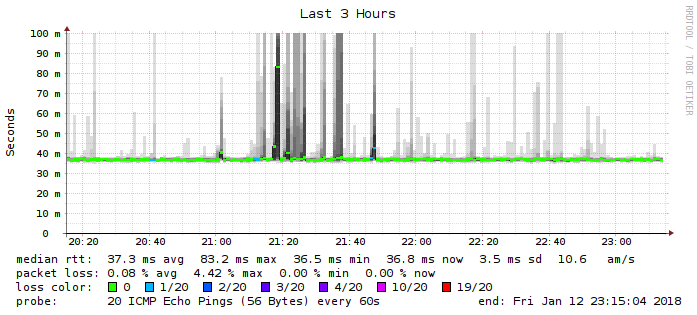 Last 3 Hours
RRDTOOL / TOBI OETIKER
Seconds
100 m
90 m
80 m
70 m
60 m
50 m
40 m
30 m
20 m
10 m
0
20:20 20:40 21:00 21:20 21:40 22:00 22:20 22:40 23:00
median rtt: 37.3 ms avg 83.2 ms max 36.5 ms min 36.8 ms now 3.5 ms sd 10.6 am/s
packet loss: 0.08 % avg 4.42 % max 0.00 % min 0.00 % now
loss color: 0 1/20 2/20 3/20 4/20 10/20 19/20
probe: 20 ICMP Echo Pings (56 Bytes) every 60s end: Fri Jan 12 23:15:04 2018